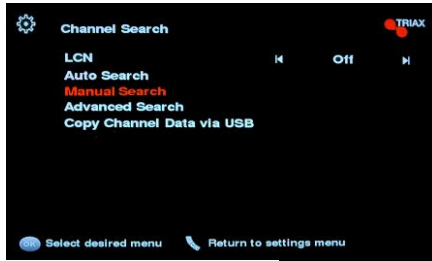 Channel Search
TRIAX
LCN Off
Auto Search
Manual Search
Advanced Search
Copy Channel Data via USB
OK Select desired menu Return to settings menu